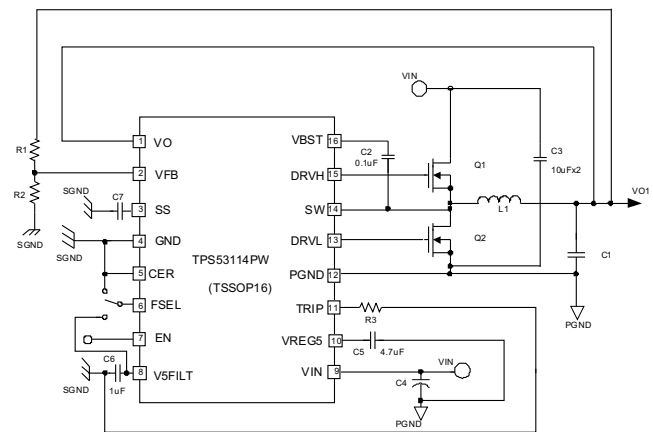 VIN
R1
R2
SGND
1 VO
2 VFB
SGND
C7
3 SS
SGND
4 GND
5 CER
6 FSEL
7 EN
8 V5FILT
C6
1uF
SGND
TPS53114PW
(TSSOP16)
VBST 16
DRVH 15
SW 14
DRVL 13
PGND 12
TRIP 11
VREG5 10
VIN 9
C2
0.1uF
Q1
Q2
C3
10uFx2
L1
VO1
C1
PGND
R3
C5 4.7uF
VIN
C4
PGND